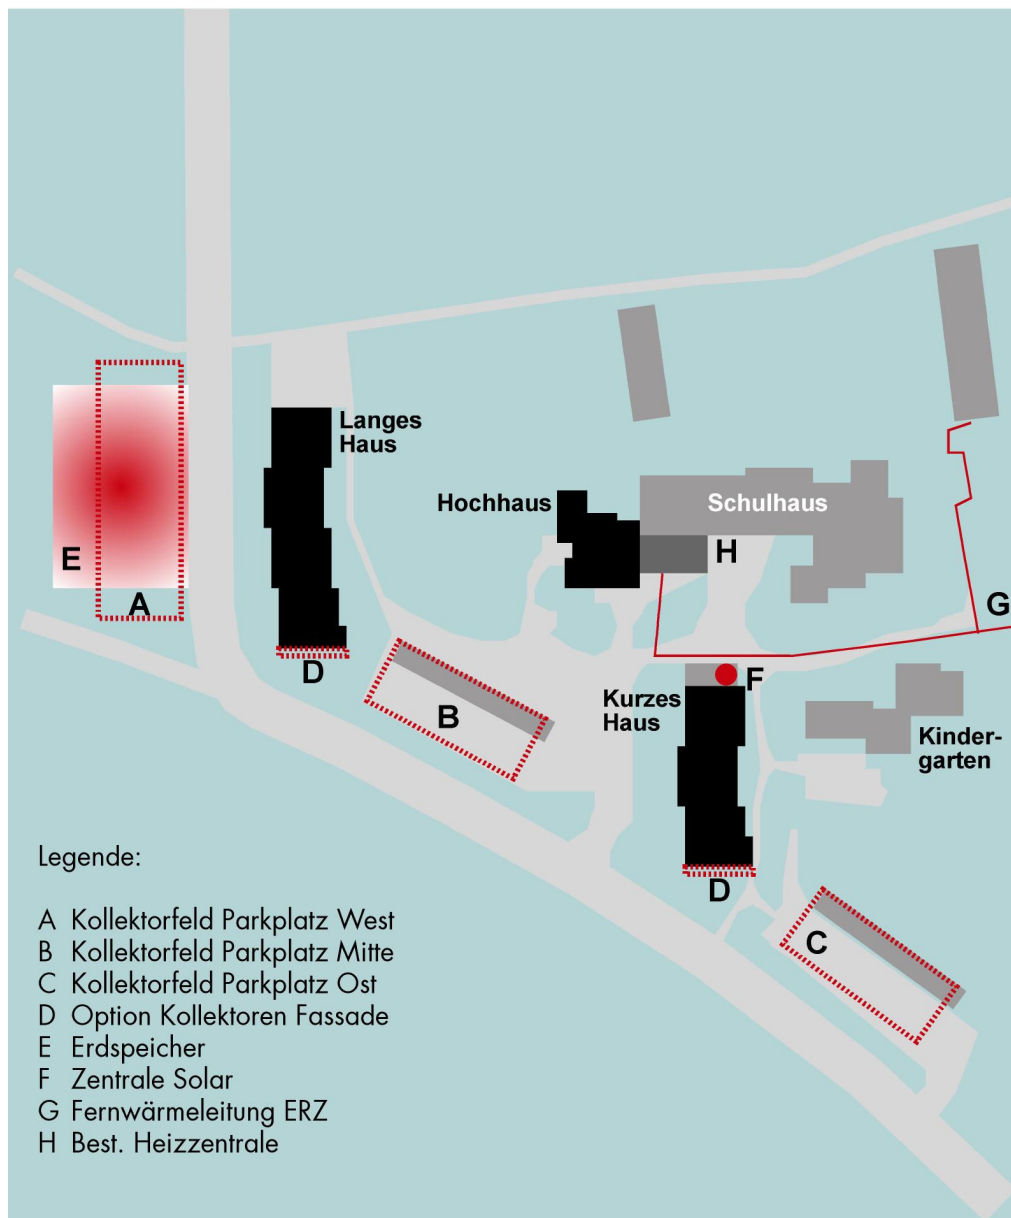 Langes
Haus
Hochhaus
Schulhaus
H
E
A
G
D
B
Kurzes
Haus
F
Kinder-
garten
D
C
Legende:
A Kollektorfeld Parkplatz West
B Kollektorfeld Parkplatz Mitte
C Kollektorfeld Parkplatz Ost
D Option Kollektoren Fassade
E Erdspeicher
F Zentrale Solar
G Fernwärmeleitung ERZ
H Best. Heizzentrale